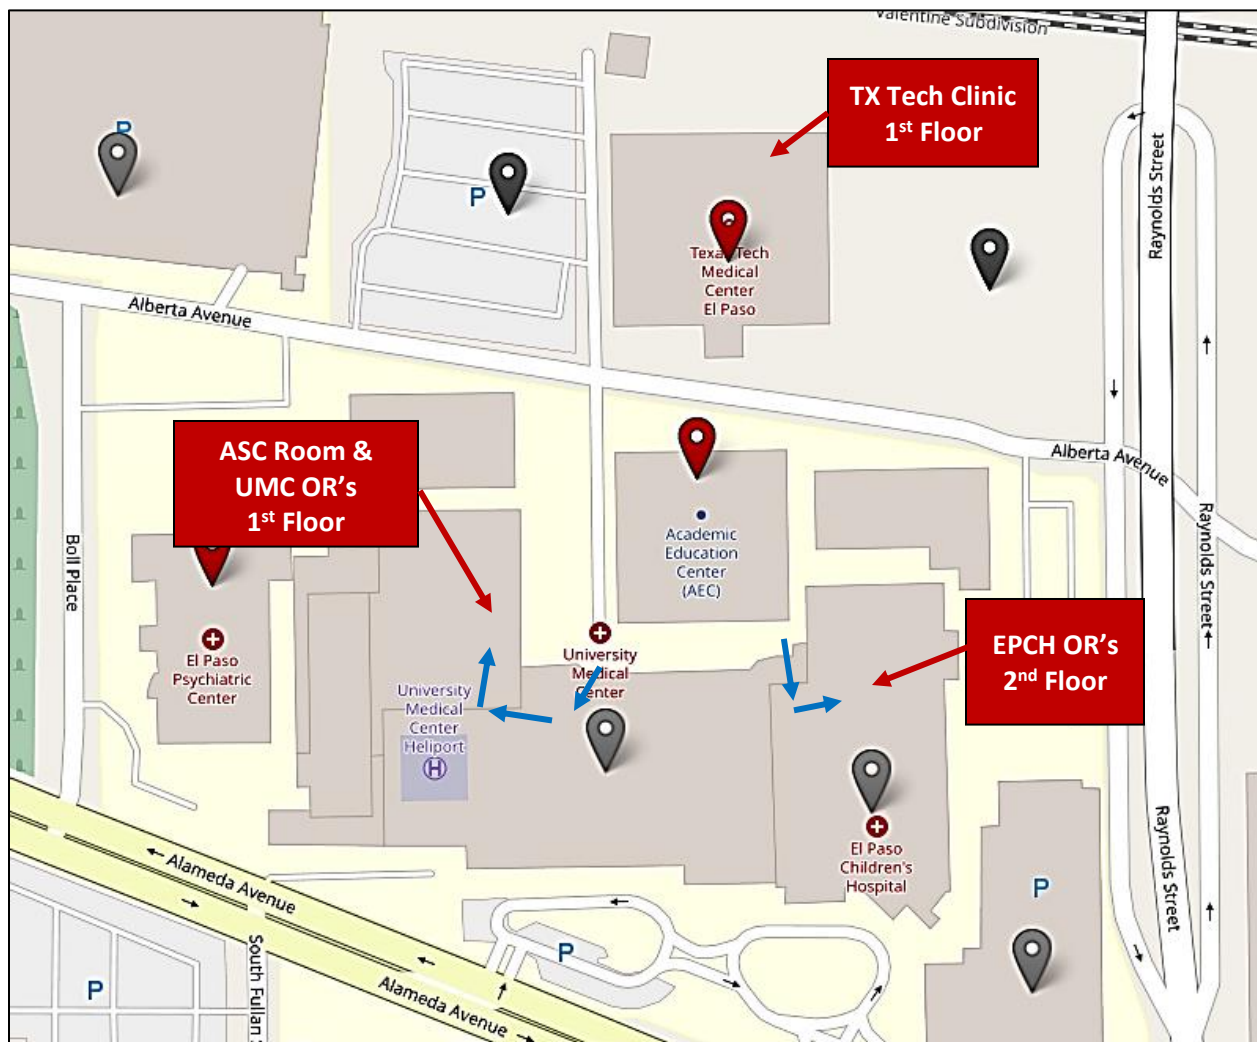 Valentine Subdivision
TX Tech Clinic
1st Floor
P
P
Raynolds Street
Texas Tech
Medical
Center
El Paso
Alberta Avenue
ASC Room &
UMC OR's
1st Floor
Alberta Avenue
Raynolds Street
Boll Place
Academic
Education
Center
(AEC)
EPCH OR's
2nd Floor
El Paso
Psychiatric
Center
University
Medical
Center
University
Medical
Center
Heliport
H
El Paso
Children's
Hospital
Raynolds Street
Alameda Avenue
P
P
P
South Fullan
Alameda Avenue